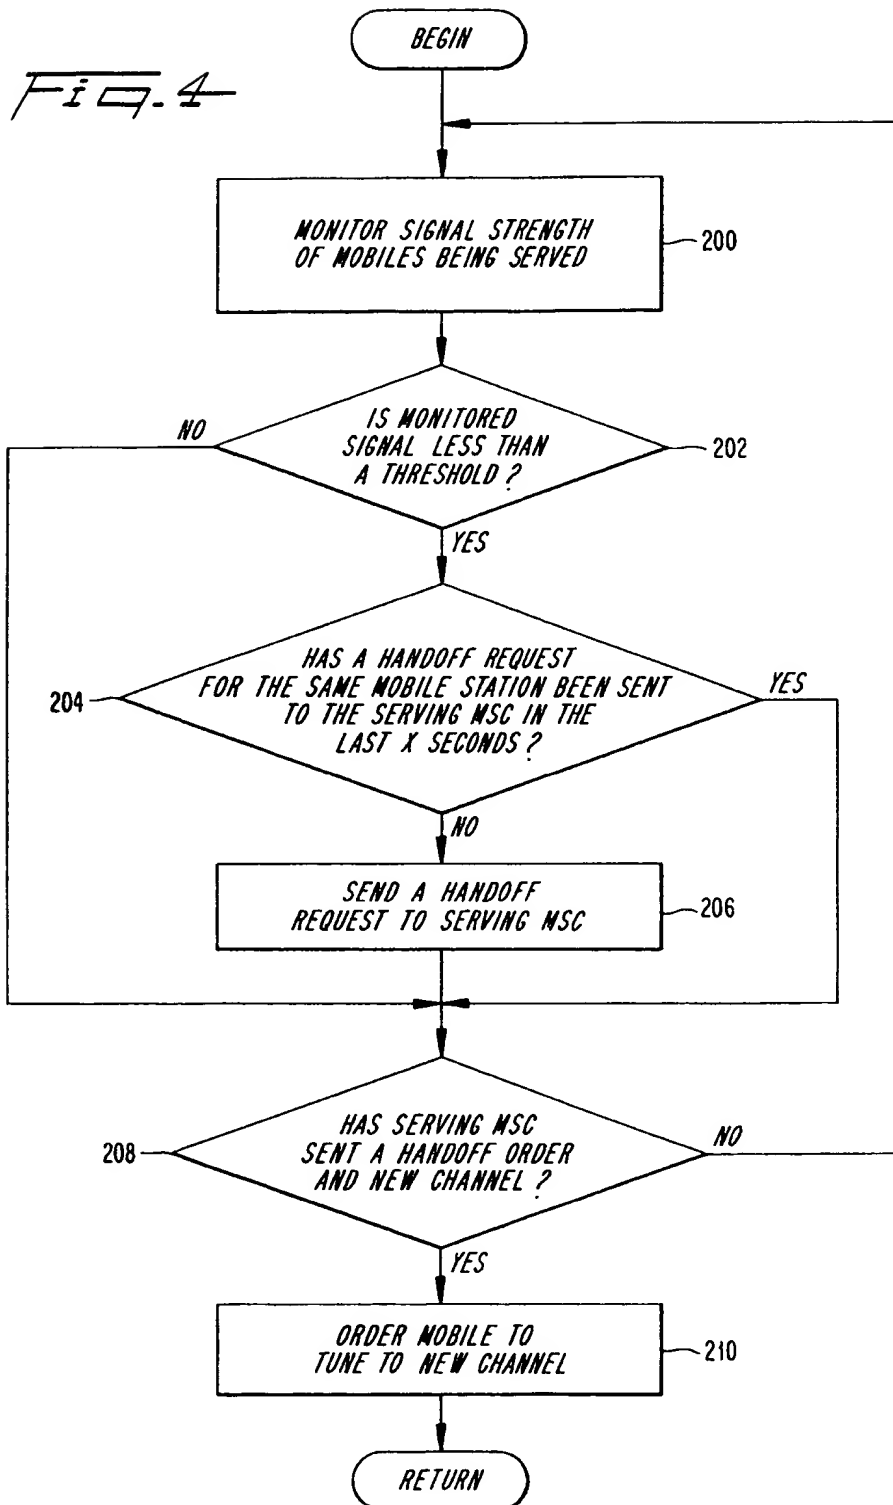 BEGIN
Fig. 4
MONITOR SIGNAL STRENGTH
OF MOBILES BEING SERVED
200
IS MONITORED
SIGNAL LESS THAN
A THRESHOLD ?
NO
202
YES
HAS A HANDOFF REQUEST
FOR THE SAME MOBILE STATION BEEN SENT
TO THE SERVING MSC IN THE
LAST X SECONDS ?
204
YES
NO
SEND A HANDOFF
REQUEST TO SERVING MSC
206
HAS SERVING MSC
SENT A HANDOFF ORDER
AND NEW CHANNEL ?
208
NO
YES
ORDER MOBILE TO
TUNE TO NEW CHANNEL
210
RETURN